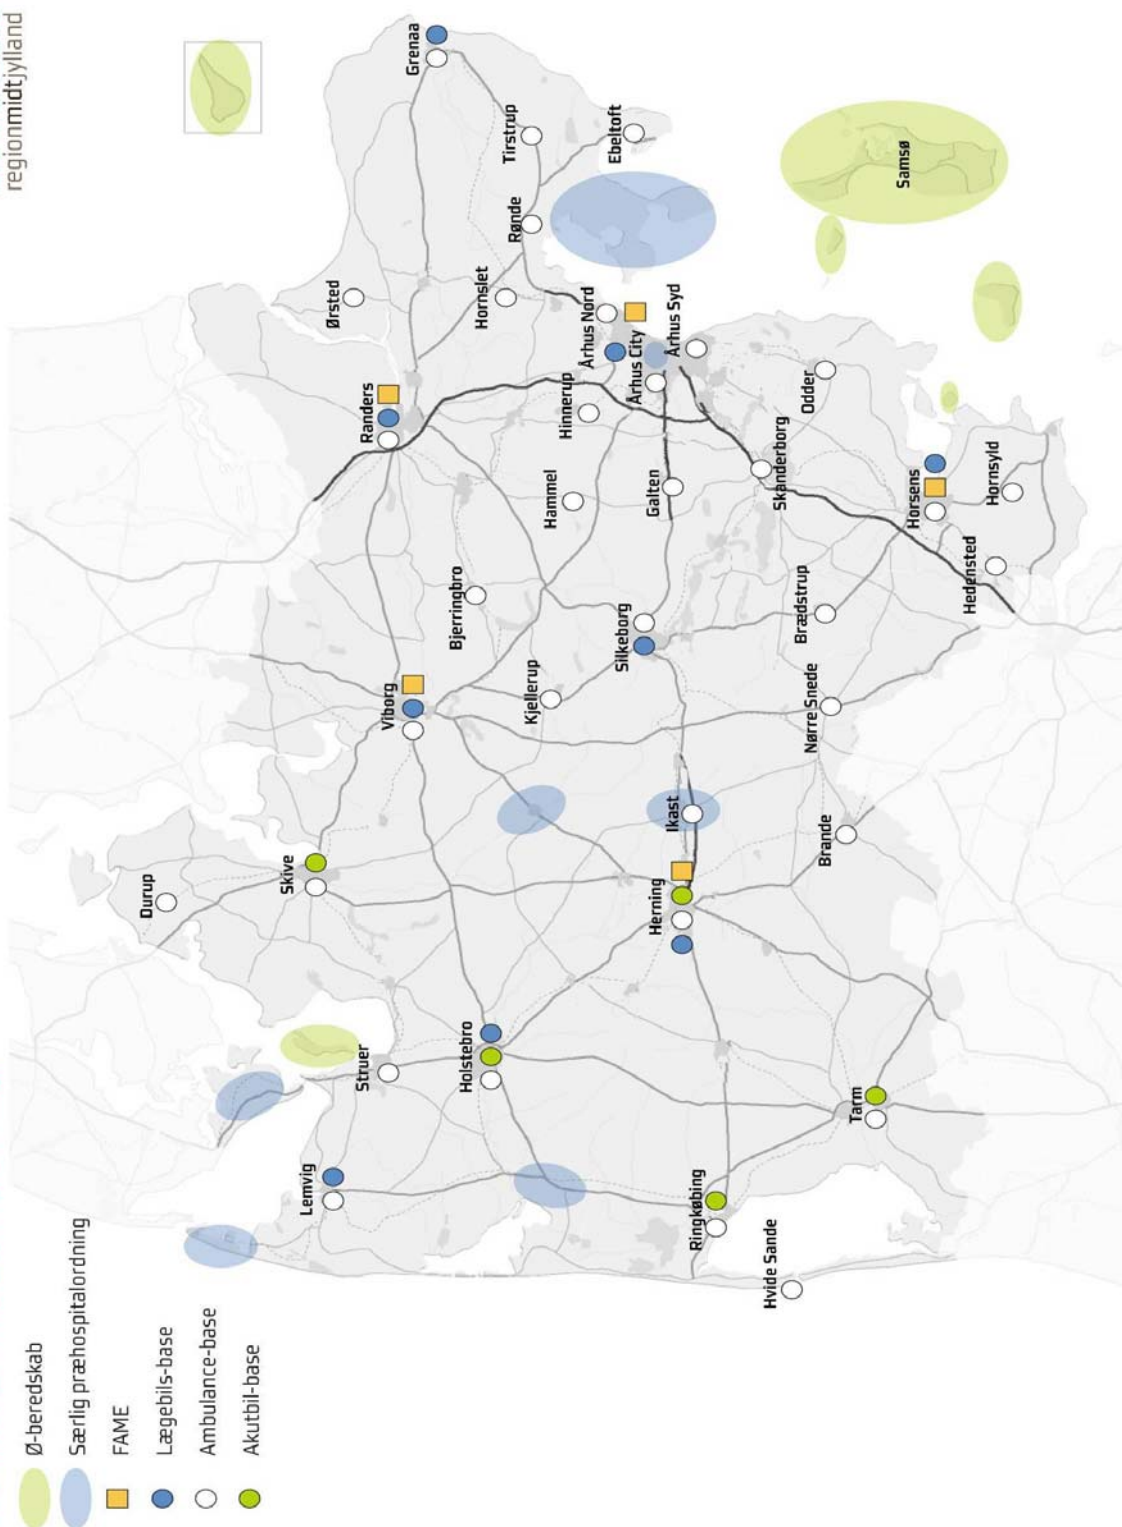 regionmidtjylland
Ø-beredskab
Særlig præhospitalordning
FAME
Lægebils-base
Ambulance-base
Akutbil-base
Hvide Sande
Ringkøbing
Lemvig
Tarm
Struer
Holstebro
Durup
Skive
Herning
Ikast
Brande
Viborg
Kjellerup
Nørre Snede
Bjerringbro
Silkeborg
Brædstrup
Hedensted
Hammel
Galten
Skanderborg
Horsens
Hornsyld
Randers
Hinnerup
Århus City
Odder
Ørsted
Hornslet
Århus Nord
Århus Syd
Rønde
Tirstrup
Ebeltoft
Samsø
Grenaa